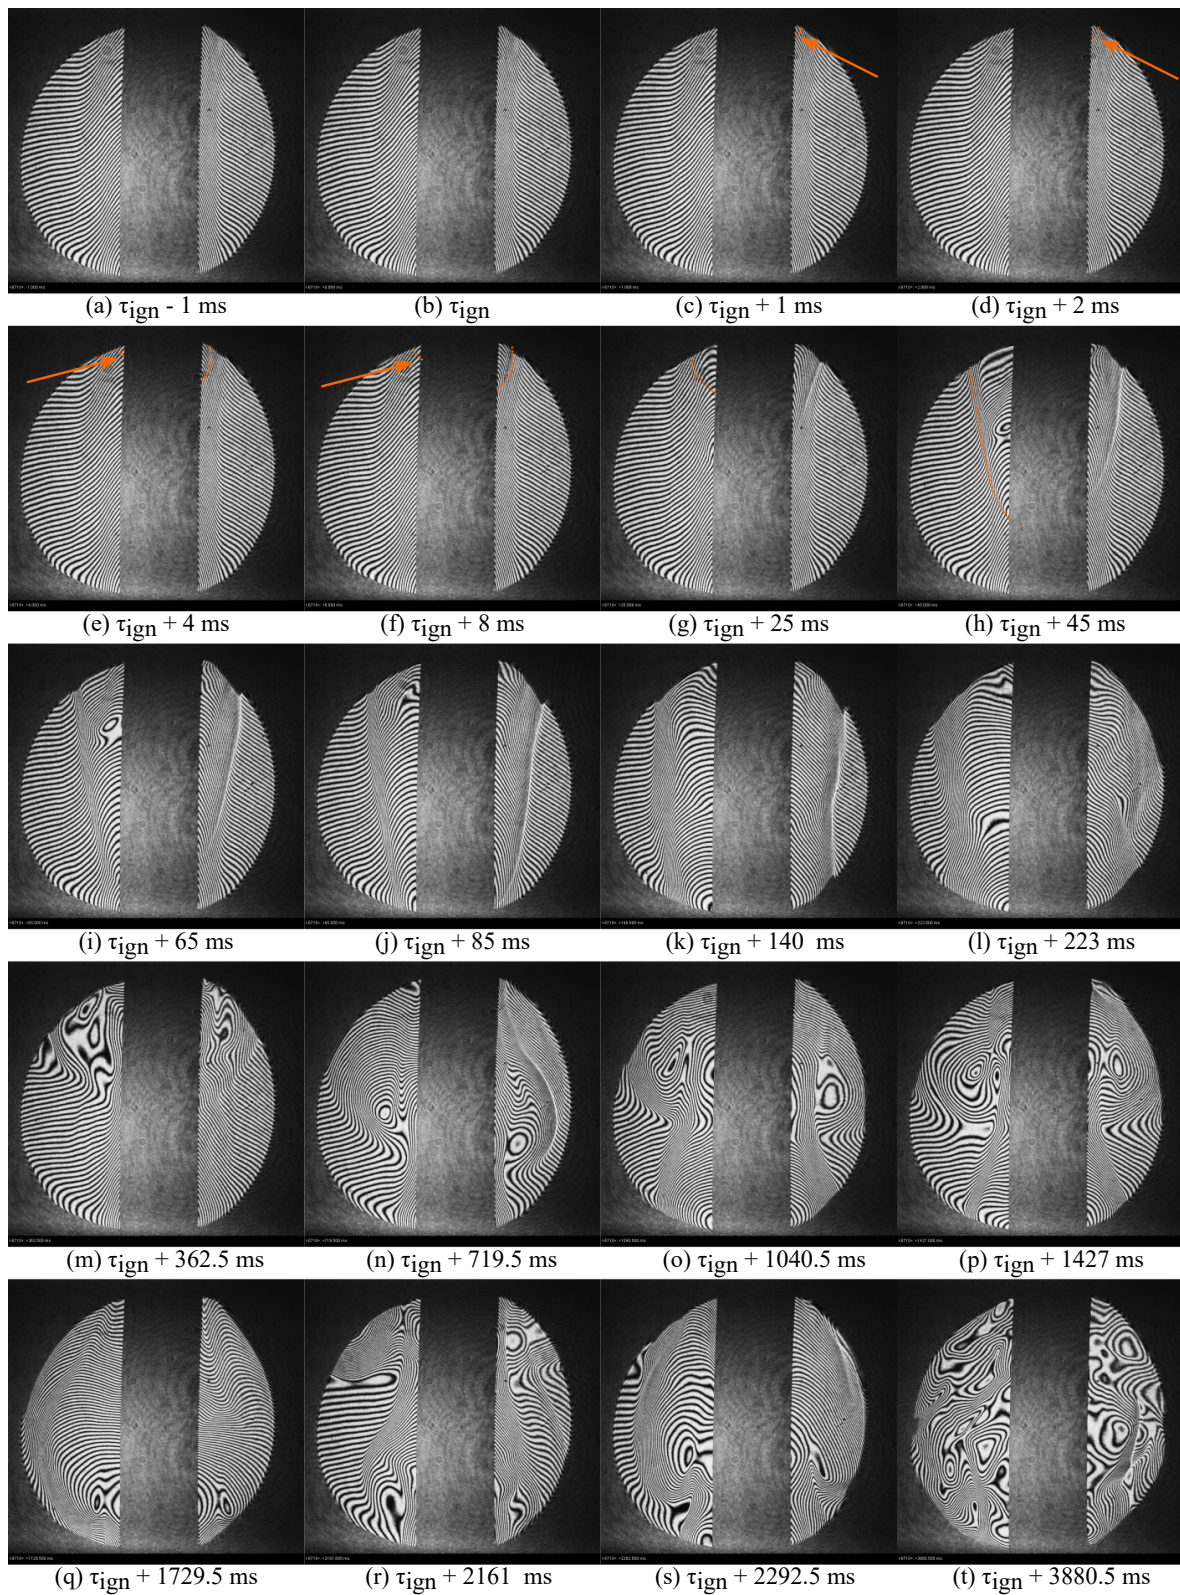 (a) τign - 1 ms
(b) τign
(c) τign + 1 ms
(d) τign + 2 ms
(e) τign + 4 ms
(f) τign + 8 ms
(g) τign + 25 ms
(h) τign + 45 ms
(i) τign + 65 ms
(j) τign + 85 ms
(k) τign + 140 ms
(l) τign + 223 ms
(m) τign + 362.5 ms
(n) τign + 719.5 ms
(o) τign + 1040.5 ms
(p) τign + 1427 ms
(q) τign + 1729.5 ms
(r) τign + 2161 ms
(s) τign + 2292.5 ms
(t) τign + 3880.5 ms